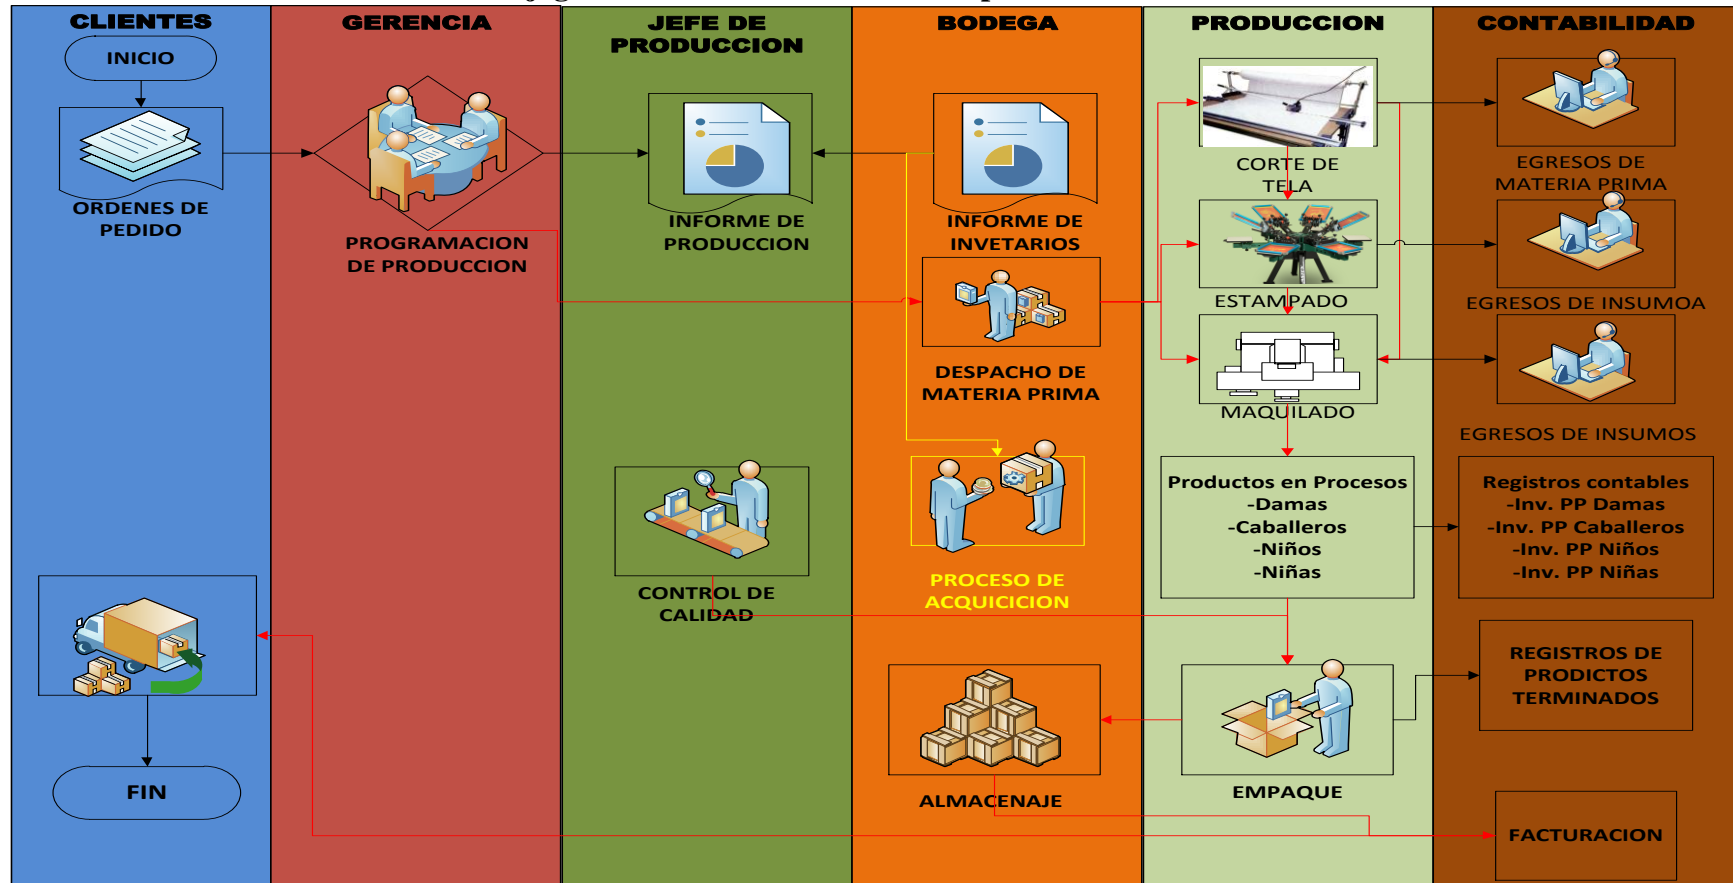 CLIENTES
INICIO
ORDENES DE
PEDIDO
FIN
GERENCIA
PROGRAMACION
DE PRODUCCION
JEFE DE
PRODUCCION
INFORME DE
PRODUCCION
CONTROL DE
CALIDAD
BODEGA
INFORME DE
INVETARIOS
DESPACHO DE
MATERIA PRIMA
PROCESO DE
ACQUICICION
ALMACENAJE
PRODUCCION
CORTE DE
TELA
ESTAMPADO
MAQUILADO
Productos en Procesos
-Damas
-Caballeros
-Niños
-Niñas
EMPAQUE
CONTABILIDAD
EGRESOS DE
MATERIA PRIMA
EGRESOS DE INSUMOA
EGRESOS DE INSUMOS
Registros contables
-Inv. PP Damas
-Inv. PP Caballeros
-Inv. PP Niños
-Inv. PP Niñas
REGISTROS DE
PRODICTOS
TERMINADOS
FACTURACION